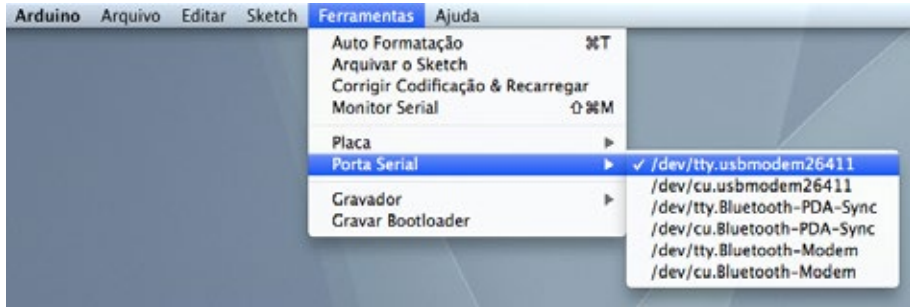 Arduino Arquivo Editar Sketch Ferramentas Ajuda
Auto Formatação ⌘T
Arquivar o Sketch
Corrigir Codificação & Recarregar
Monitor Serial ⇧⌘M
Placa
Porta Serial
Gravador
Gravar Bootloader
✓ /dev/tty.usbmodem26411
/dev/cu.usbmodem26411
/dev/tty.Bluetooth-PDA-Sync
/dev/cu.Bluetooth-PDA-Sync
/dev/tty.Bluetooth-Modem
/dev/cu.Bluetooth-Modem